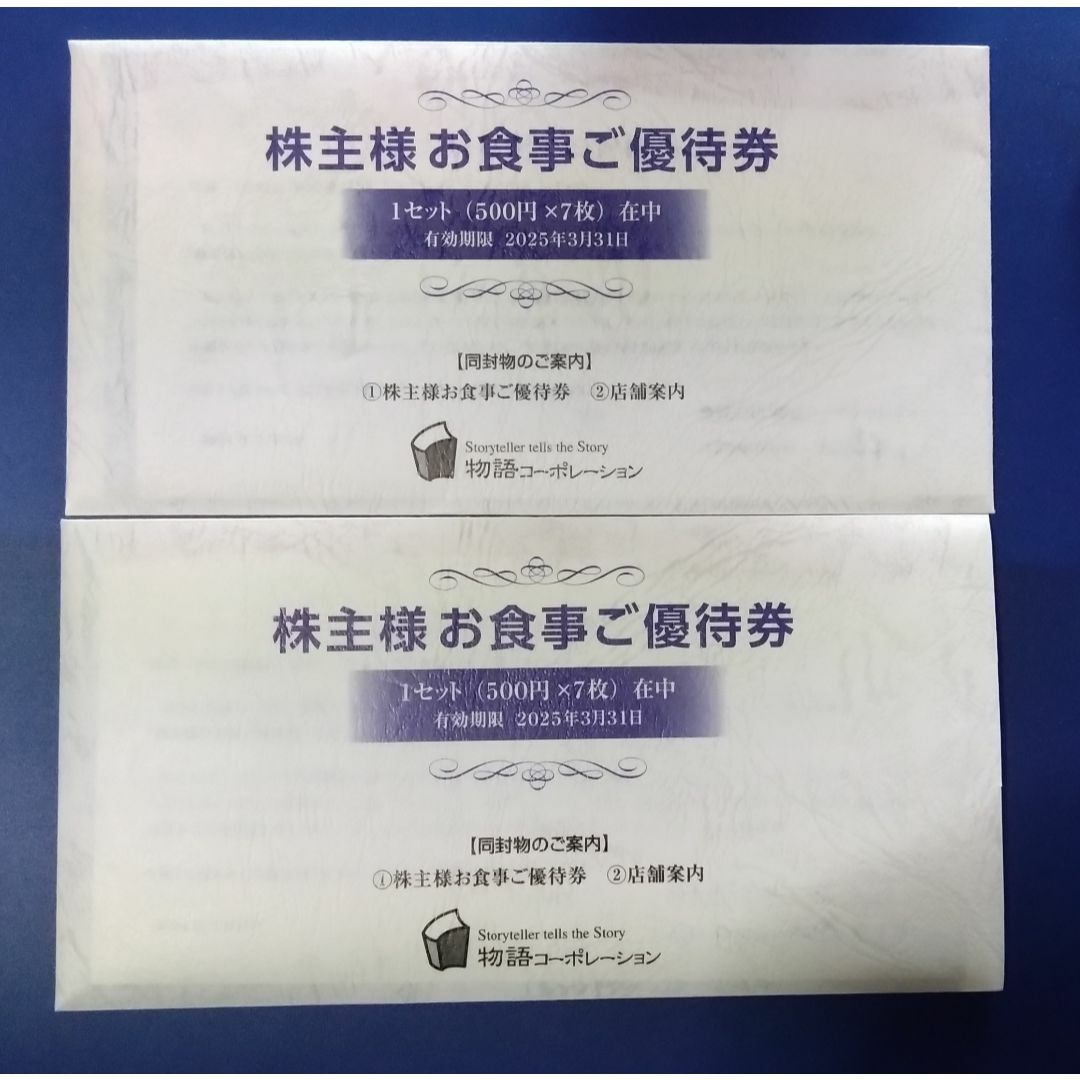 株主様お食事ご優待券
1セット（500円×7枚）在中
有効期限 2025年3月31日
【同封物のご案内】
①株主様お食事ご優待券 ②店舗案内
Storyteller tells the Story
物語コーポレーション
株主様お食事ご優待券
1セット（500円×7枚）在中
有効期限 2025年3月31日
【同封物のご案内】
①株主様お食事ご優待券 ②店舗案内
Storyteller tells the Story
物語コーポレーション